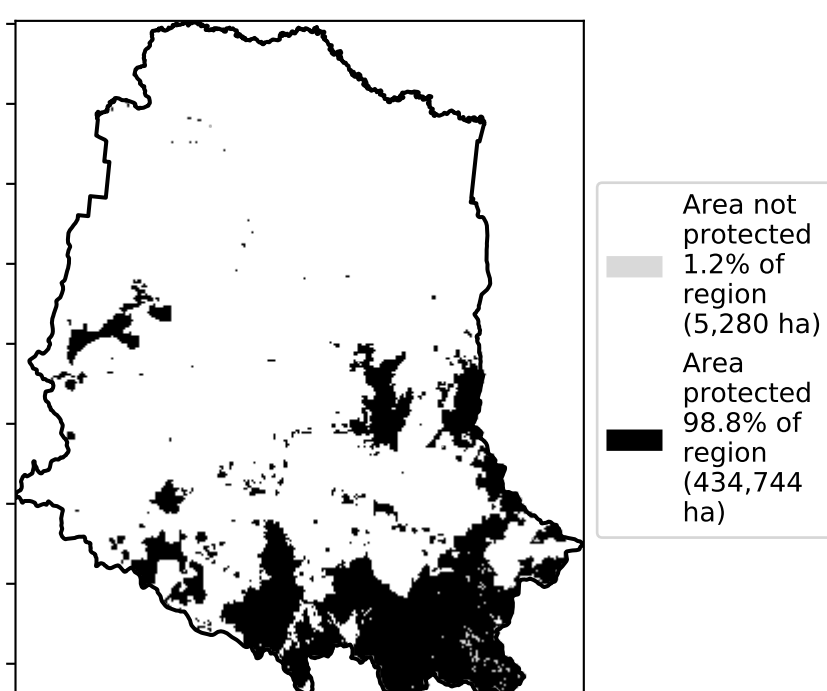 Area not
protected
1.2% of
region
(5,280 ha)
Area
protected
98.8% of
region
(434,744
ha)